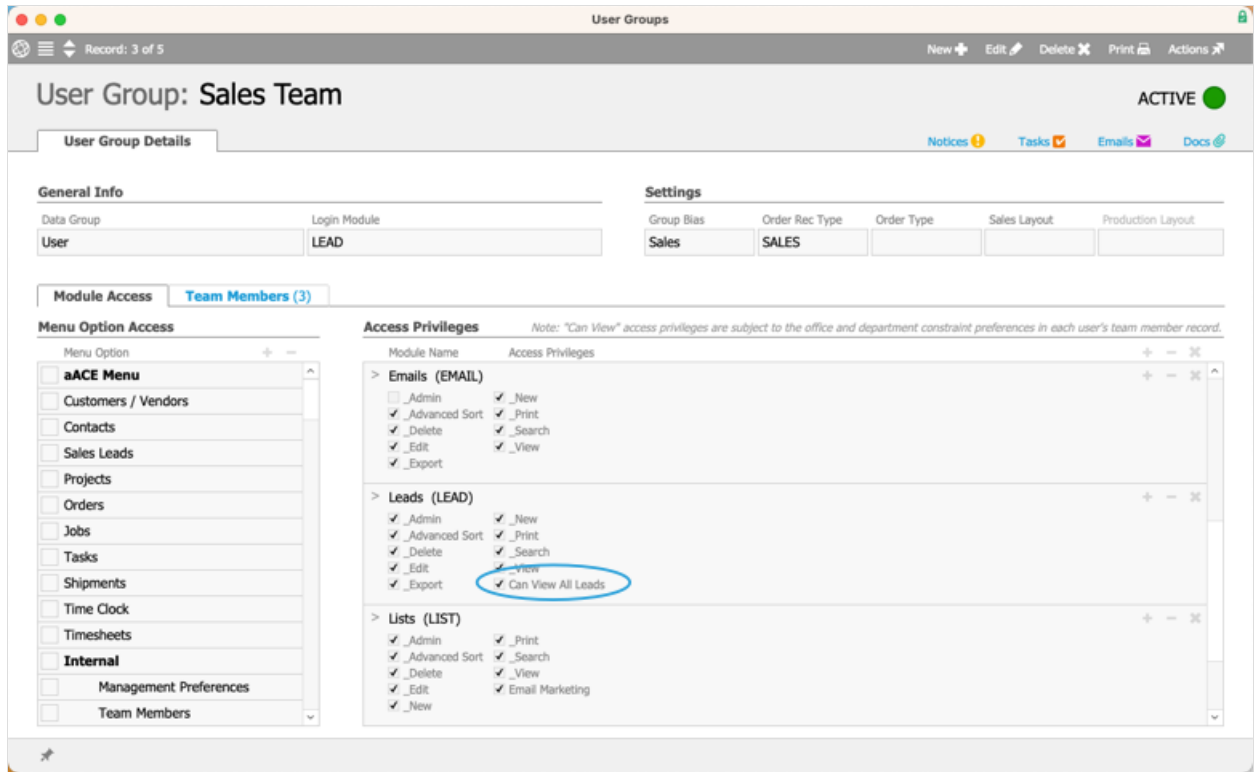 User Groups
Record: 3 of 5
New Edit Delete Print Actions
User Group: Sales Team
ACTIVE
User Group Details
Notices Tasks Emails Docs
General Info
Settings
Data Group Login Module
Group Bias Order Rec Type Order Type Sales Layout Production Layout
User LEAD
Sales SALES
Module Access Team Members (3)
Menu Option Access
Menu Option
aACE Menu
Customers / Vendors
Contacts
Sales Leads
Projects
Orders
Jobs
Tasks
Shipments
Time Clock
Timesheets
Internal
Management Preferences
Team Members
Access Privileges Note: "Can View" access privileges are subject to the office and department constraint preferences in each user's team member record.
Module Name Access Privileges
> Emails (EMAIL)
_Admin _New
_Advanced Sort _Print
_Delete _Search
_Edit _View
_Export
> Leads (LEAD)
_Admin _New
_Advanced Sort _Print
_Delete _Search
_Edit _View
_Export Can View All Leads
> Lists (LIST)
_Admin _Print
_Advanced Sort _Search
_Delete _View
_Edit Email Marketing
_New